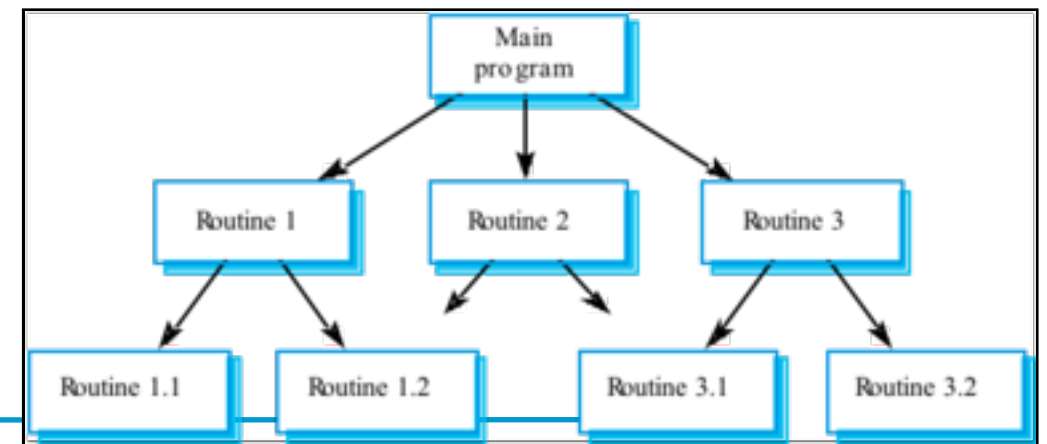 Main
program
Routine 1
Routine 2
Routine 3
Routine 1.1
Routine 1.2
Routine 3.1
Routine 3.2